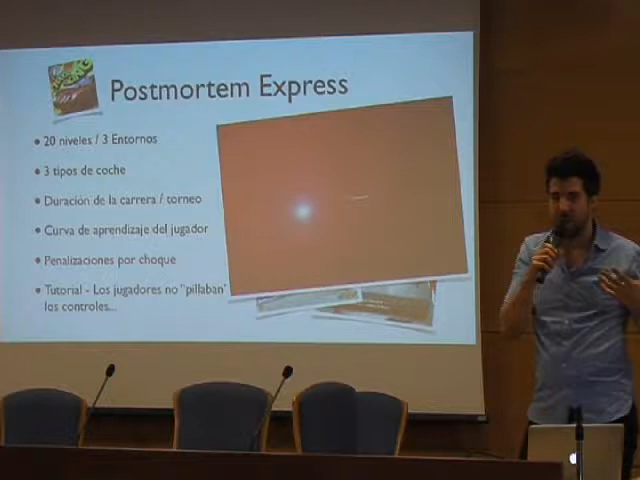 Postmortem Express
• 20 niveles / 3 Entornos
• 3 tipos de coche
• Duración de la carrera / torneo
• Curva de aprendizaje del jugador
• Penalizaciones por choque
• Tutorial - Los jugadores no "pillaban"
los controles...